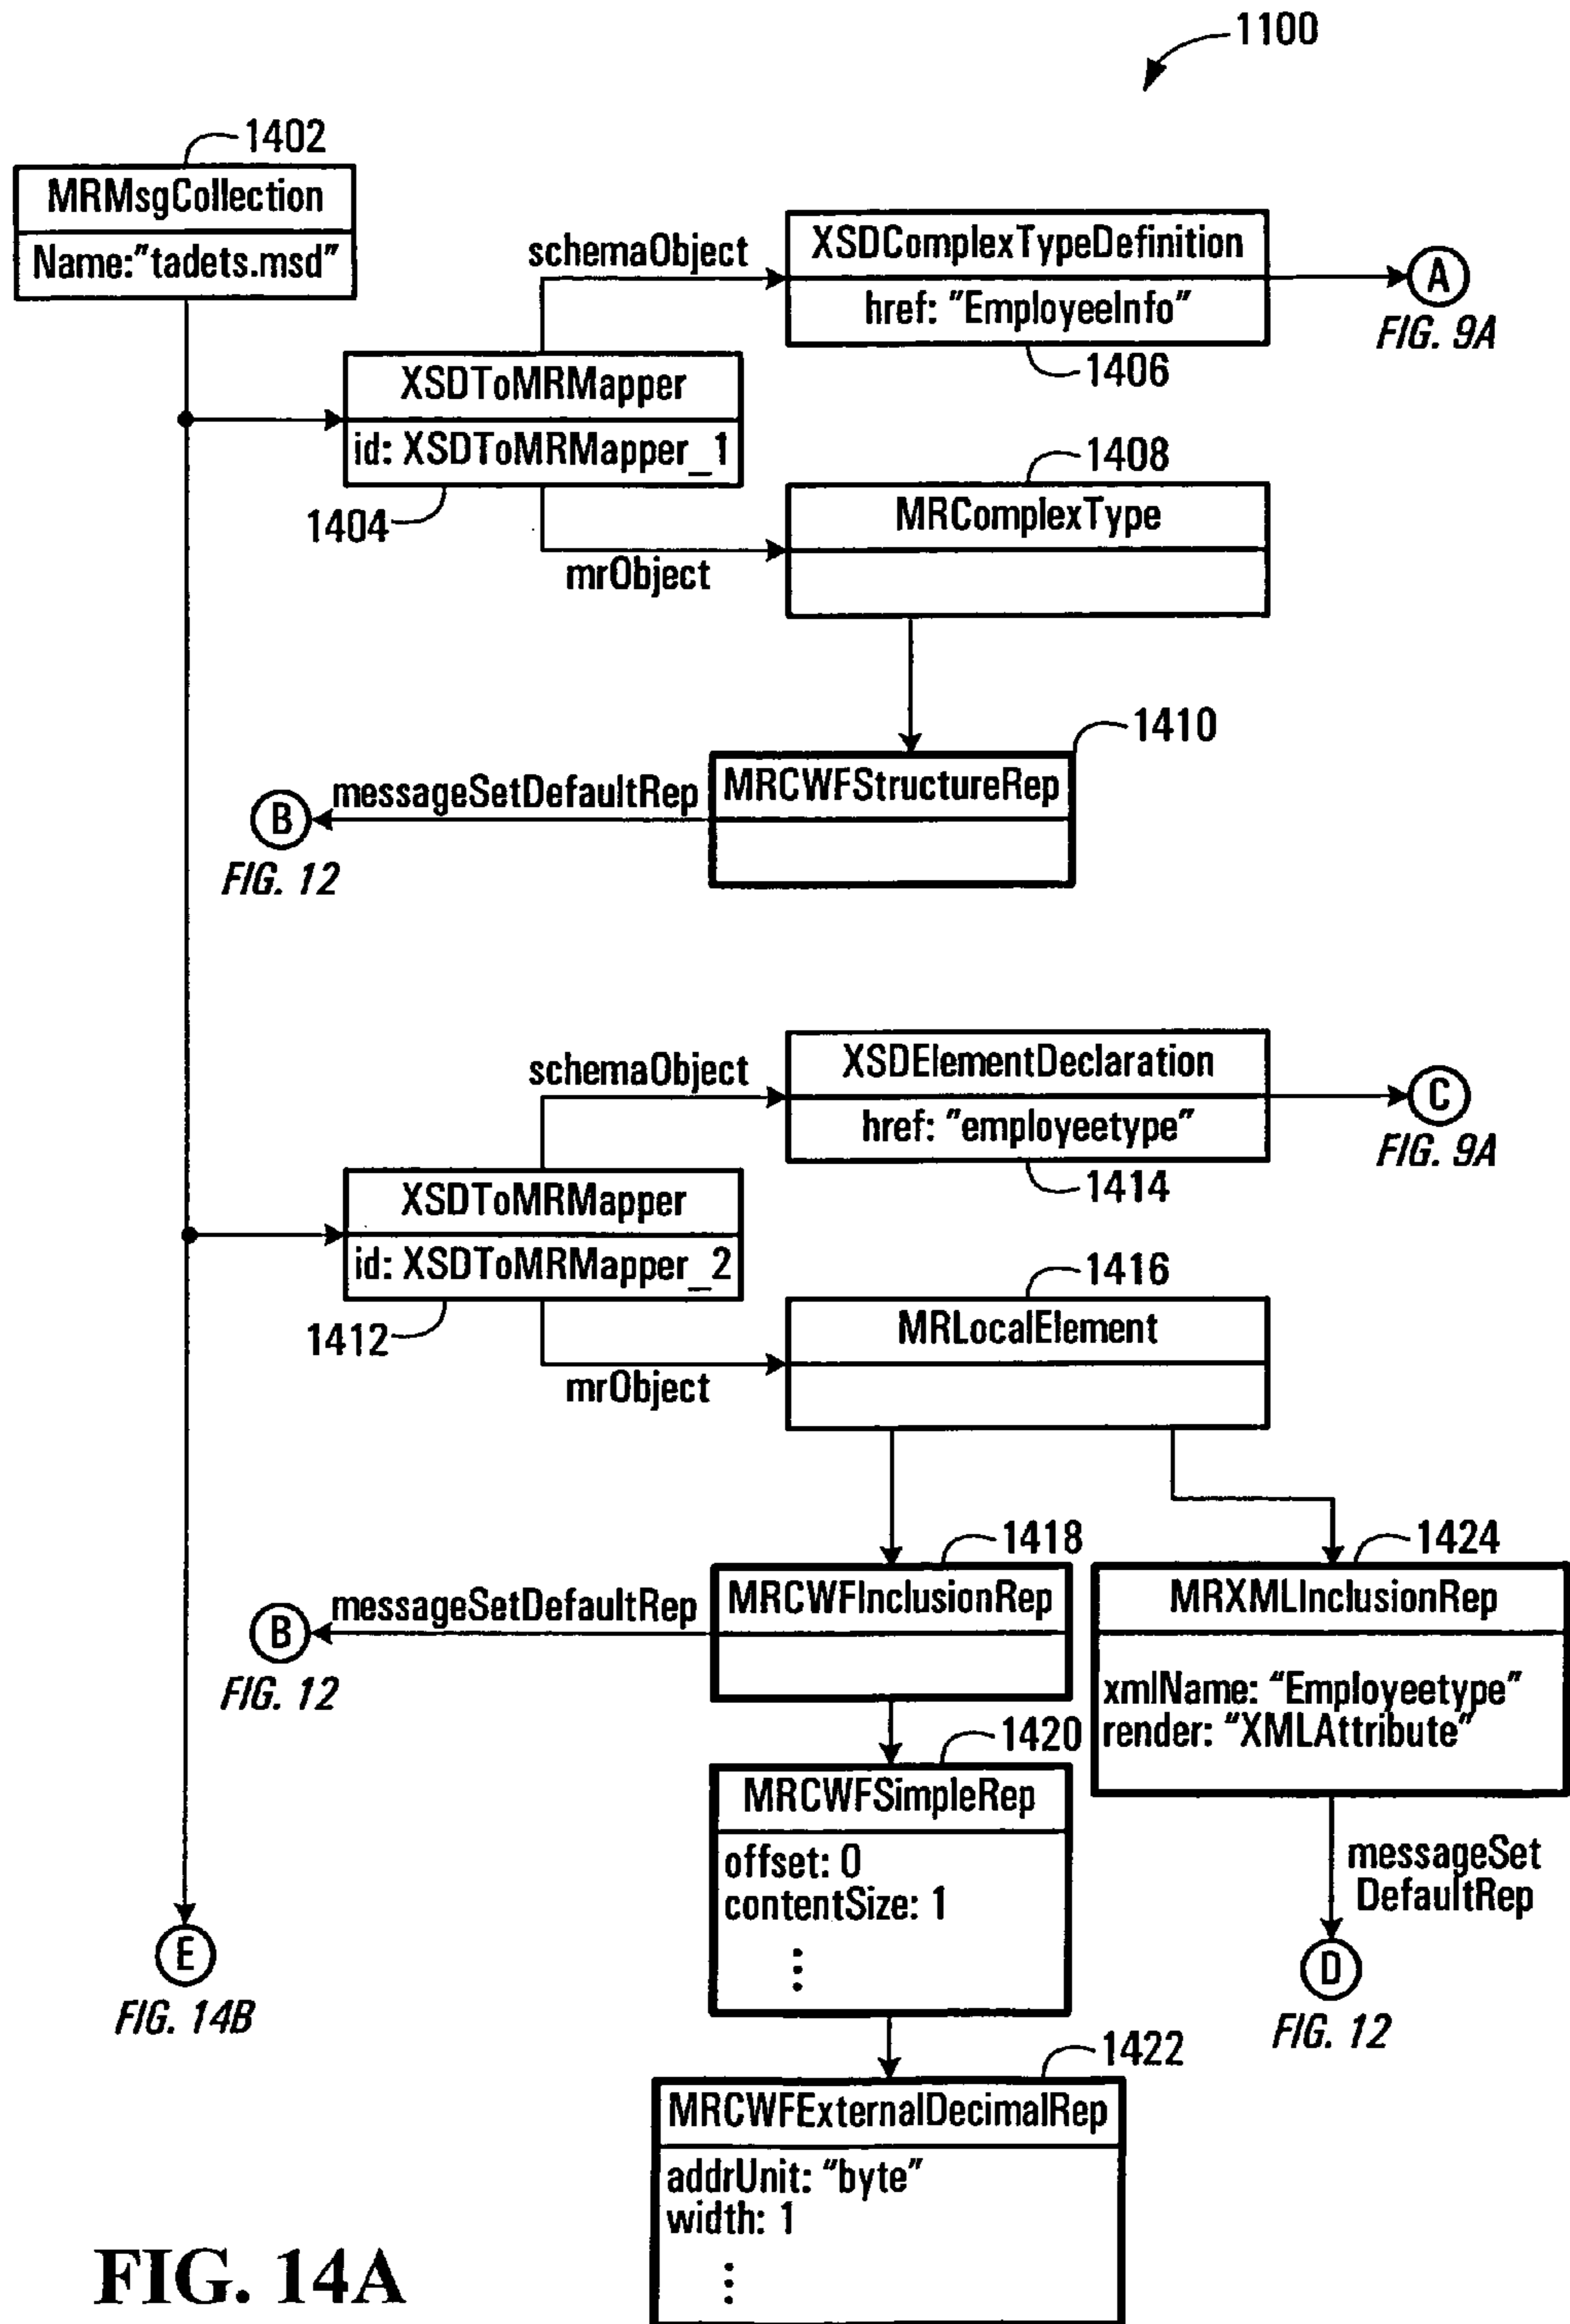 1100
1402
MRMsgCollection
Name:"tadets.msd"
schemaObject
XSDComplexTypeDefinition
href: "EmployeeInfo"
A
FIG. 9A
1406
XSDToMRMapper
id: XSDToMRMapper_1
1404
1408
MRComplexType
mrObject
1410
MRCWFStructureRep
messageSetDefaultRep
B
FIG. 12
schemaObject
XSDElementDeclaration
href: "employeetype"
C
FIG. 9A
1414
XSDToMRMapper
id: XSDToMRMapper_2
1412
1416
MRLocalElement
mrObject
1418
MRCWFInclusionRep
messageSetDefaultRep
B
FIG. 12
1424
MRXMLInclusionRep
xmlName: "Employeetype"
render: "XMLAttribute"
1420
MRCWFSimpleRep
offset: 0
contentSize: 1
messageSet
DefaultRep
D
FIG. 12
E
FIG. 14B
1422
MRCWFExternalDecimalRep
addrUnit: "byte"
width: 1
FIG. 14A